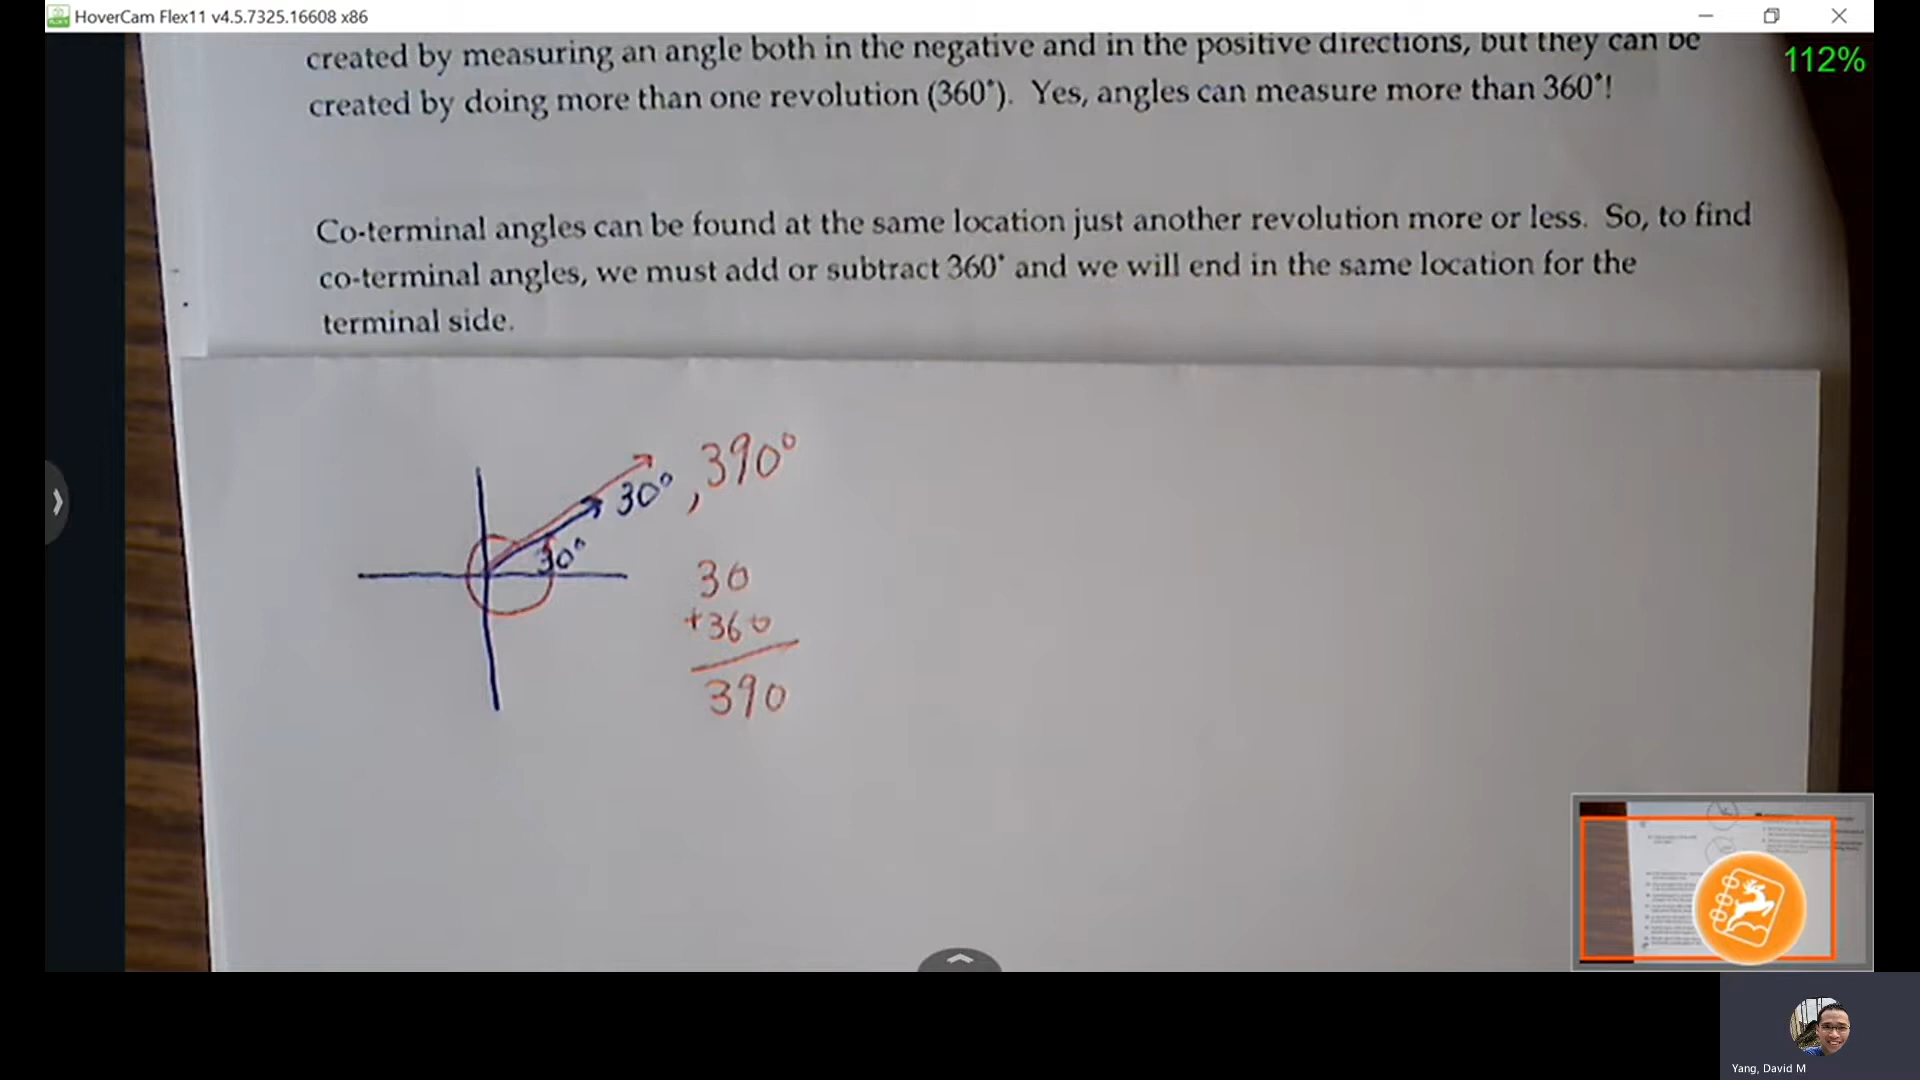 HoverCam Flex11 v4.5.7325.16608 x86
112%
created by measuring an angle both in the negative and in the positive directions, but they can be
created by doing more than one revolution (360°). Yes, angles can measure more than 360°!
Co-terminal angles can be found at the same location just another revolution more or less. So, to find
co-terminal angles, we must add or subtract 360° and we will end in the same location for the
terminal side.
30°, 390°
30°
30
+360
390
Yang, David M